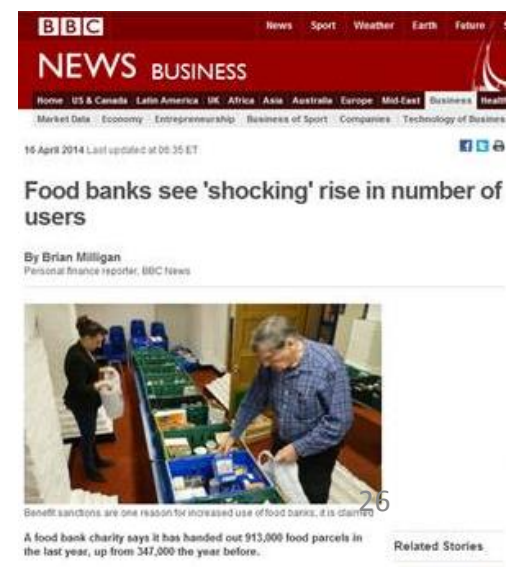 BBC
News Sport Weather Earth Future
NEWS BUSINESS
Home US & Canada Latin America UK Africa Asia Australia Europe Mid-East Business Health
Market Data Economy Entrepreneurship Business of Sport Companies Technology of Busines
16 April 2014 Last updated at 06:35 ET
Food banks see 'shocking' rise in number of
users
By Brian Milligan
Personal finance reporter, BBC News
26
Benefit sanctions are one reason for increased use of food banks, it is claimed
A food bank charity says it has handed out 913,000 food parcels in
the last year, up from 347,000 the year before.
Related Stories